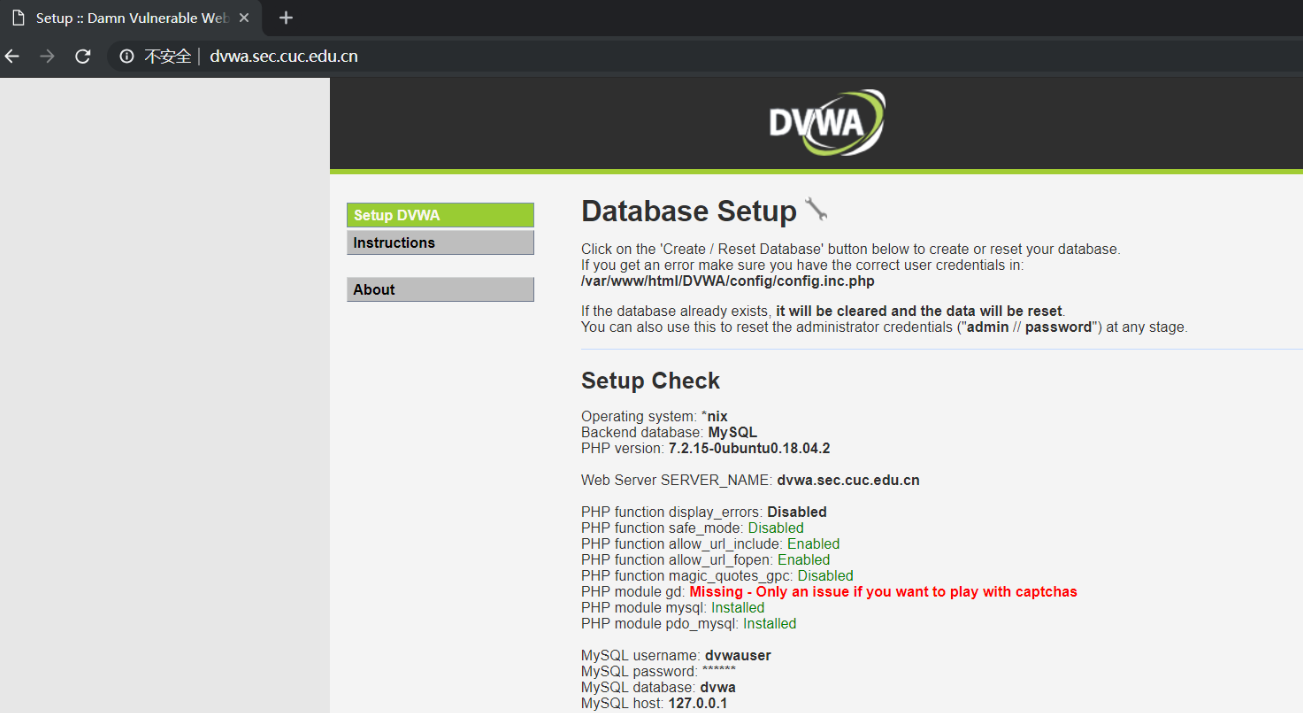 Setup :: Damn Vulnerable Web
不安全 | dvwa.sec.cuc.edu.cn
DVWA
Setup DVWA
Instructions
About
Database Setup
Click on the 'Create / Reset Database' button below to create or reset your database.
If you get an error make sure you have the correct user credentials in:
/var/www/html/DVWA/config/config.inc.php
If the database already exists, it will be cleared and the data will be reset.
You can also use this to reset the administrator credentials ("admin // password") at any stage.
Setup Check
Operating system: *nix
Backend database: MySQL
PHP version: 7.2.15-0ubuntu0.18.04.2
Web Server SERVER_NAME: dvwa.sec.cuc.edu.cn
PHP function display_errors: Disabled
PHP function safe_mode: Disabled
PHP function allow_url_include: Enabled
PHP function allow_url_fopen: Enabled
PHP function magic_quotes_gpc: Disabled
PHP module gd: Missing - Only an issue if you want to play with captchas
PHP module mysql: Installed
PHP module pdo_mysql: Installed
MySQL username: dvwauser
MySQL password: ******
MySQL database: dvwa
MySQL host: 127.0.0.1